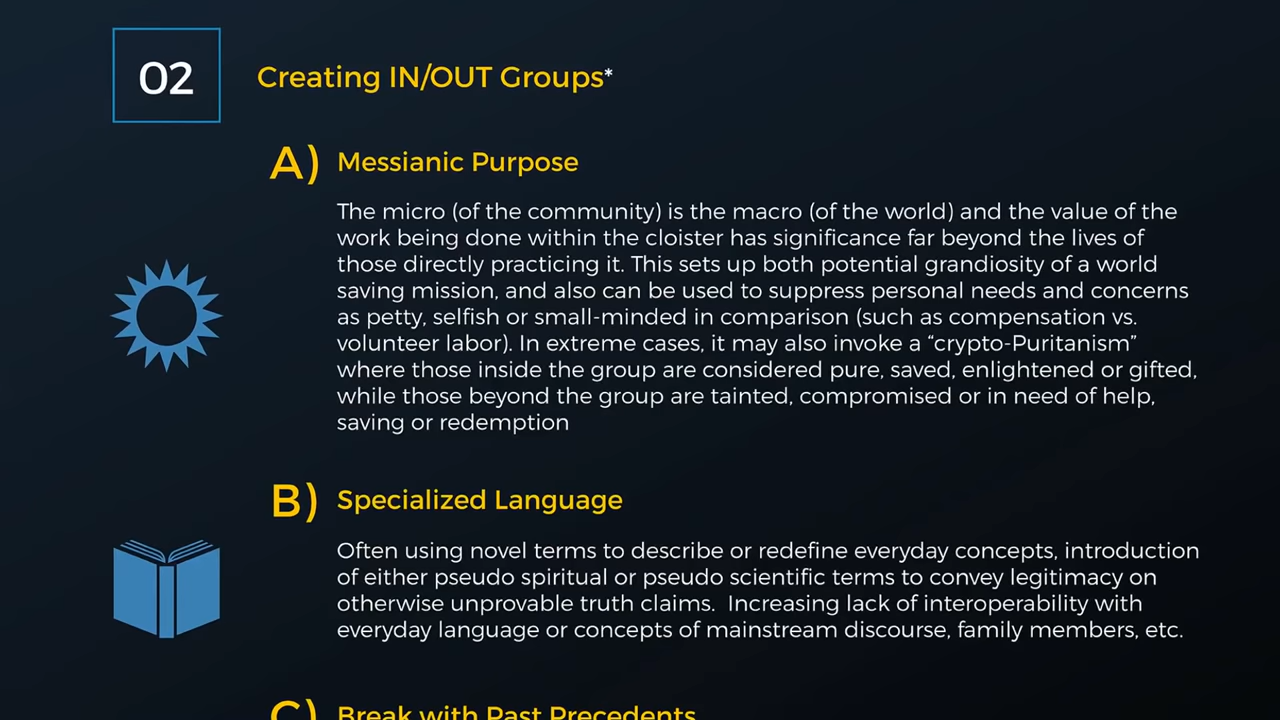 02
Creating IN/OUT Groups*
A) Messianic Purpose
The micro (of the community) is the macro (of the world) and the value of the
work being done within the cloister has significance far beyond the lives of
those directly practicing it. This sets up both potential grandiosity of a world
saving mission, and also can be used to suppress personal needs and concerns
as petty, selfish or small-minded in comparison (such as compensation vs.
volunteer labor). In extreme cases, it may also invoke a “crypto-Puritanism”
where those inside the group are considered pure, saved, enlightened or gifted,
while those beyond the group are tainted, compromised or in need of help,
saving or redemption
B) Specialized Language
Often using novel terms to describe or redefine everyday concepts, introduction
of either pseudo spiritual or pseudo scientific terms to convey legitimacy on
otherwise unprovable truth claims.  Increasing lack of interoperability with
everyday language or concepts of mainstream discourse, family members, etc.
C) Break with Past Precedents